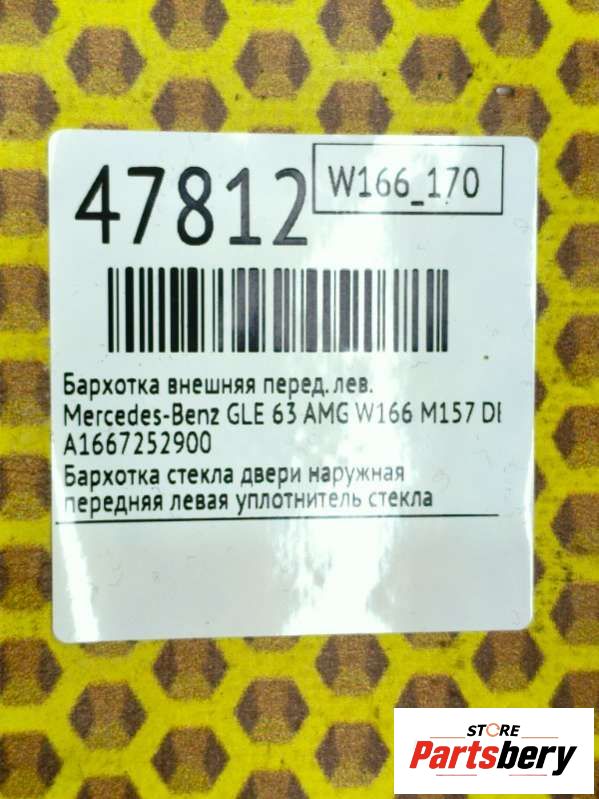 47812
W166_170
Бархотка внешняя перед. лев.
Mercedes-Benz GLE 63 AMG W166 M157 DE
A1667252900
Бархотка стекла двери наружная
передняя левая уплотнитель стекла
STORE
Partsbery